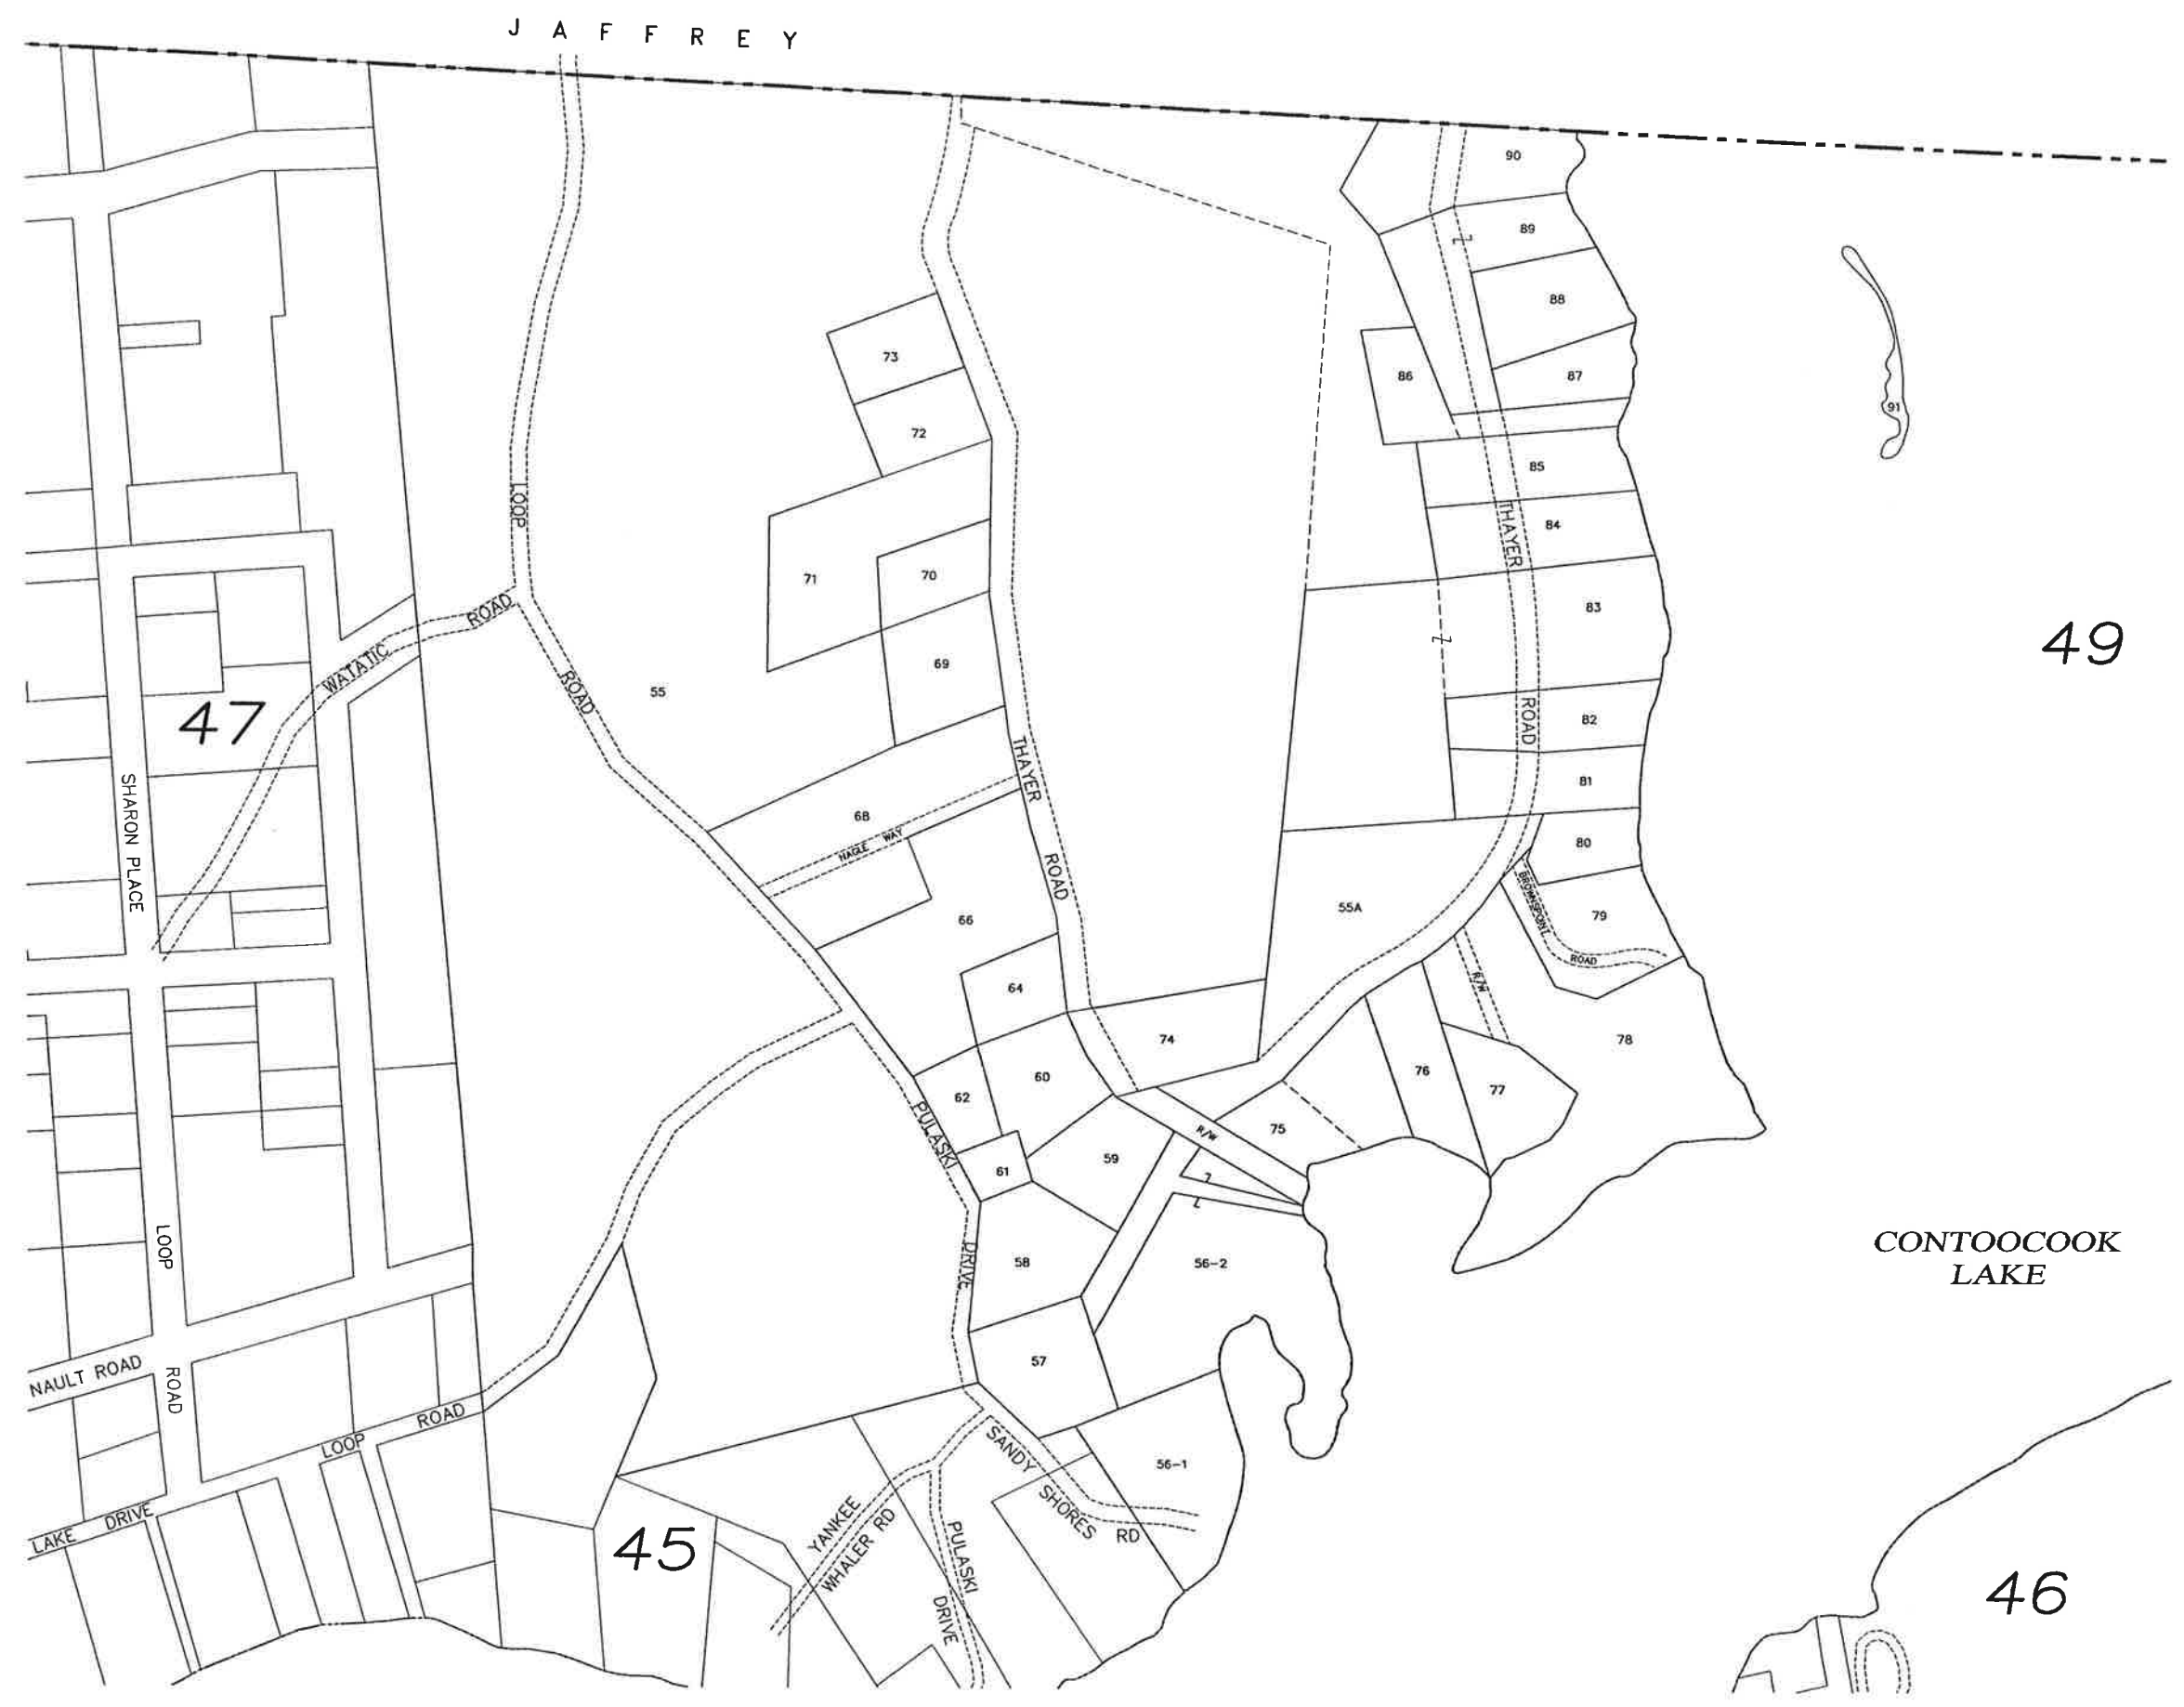 JAFFREY
90
89
88
87
86
91
73
72
85
84
LOOP
THAYER
71
70
83
ROAD
49
WATATIC
69
ROAD
55
47
82
ROAD
THAYER
81
SHARON PLACE
68
NAGLE WAY
80
ROAD
BROWNSPOINT
55A
79
66
ROAD
R/W
64
74
78
76
60
77
62
PULASKI
75
R/W
59
61
LOOP
CONTOOCOOK
LAKE
58
DRIVE
56-2
57
NAULT ROAD
ROAD
ROAD
LOOP
SANDY
56-1
SHORES
RD
YANKEE
WHALER RD
LAKE DRIVE
45
PULASKI
DRIVE
46